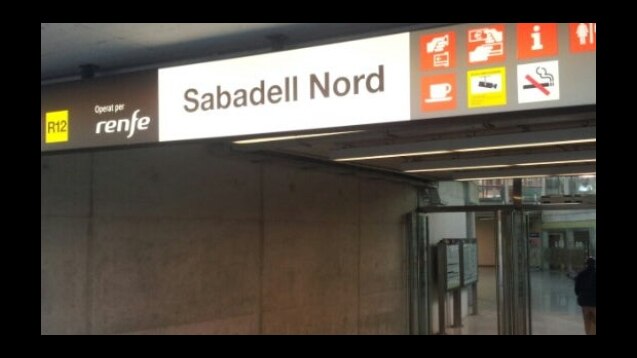 R12
Operat per
renfe
Sabadell Nord